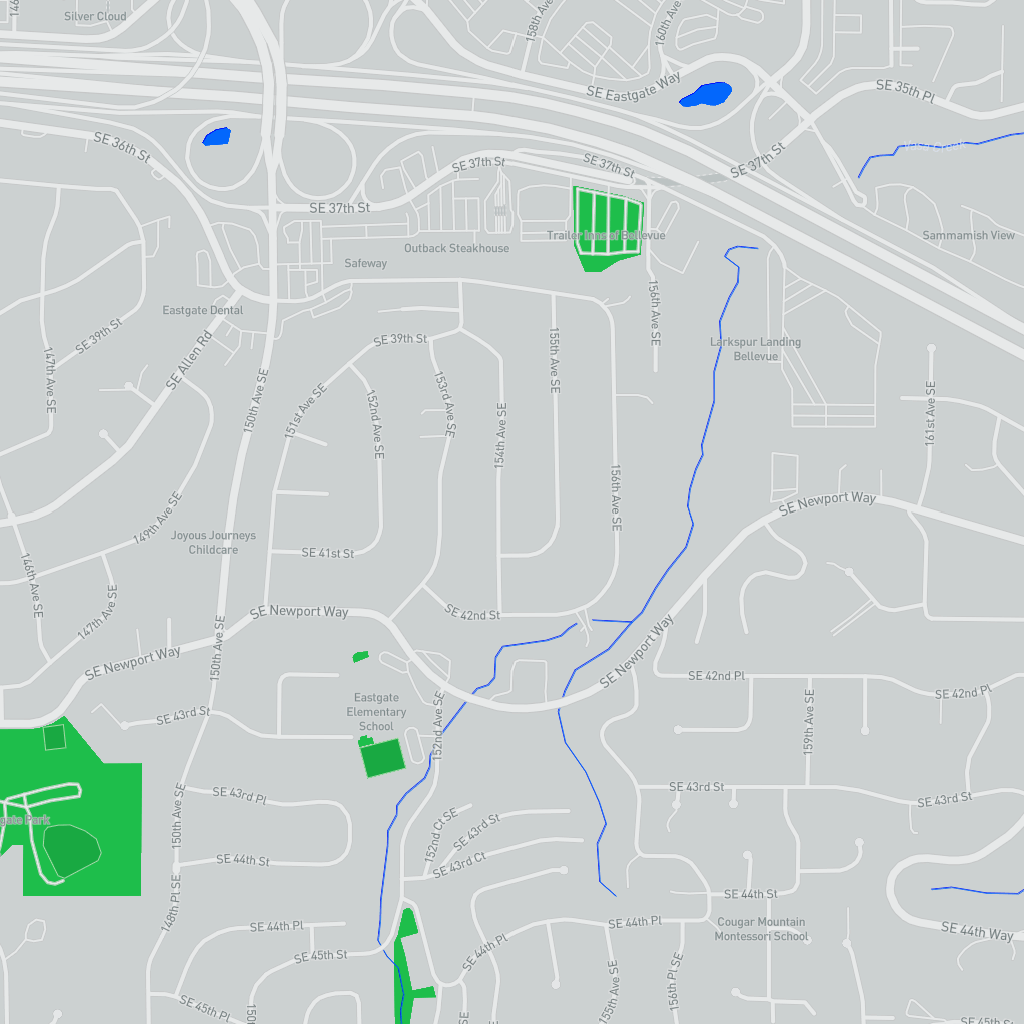 146
Silver Cloud
158th Ave
160th Ave
SE Eastgate Way
SE 35th Pl
SE 36th St
SE 37th St
SE 37th St
SE 37th St
SE 37th St
Trailer Inns of Bellevue
Sammamish View
Outback Steakhouse
Safeway
Eastgate Dental
SE 39th St
147th Ave SE
SE Allen Rd
150th Ave SE
SE 39th St
151st Ave SE
152nd Ave SE
153rd Ave SE
154th Ave SE
155th Ave SE
156th Ave SE
156th Ave SE
Larkspur Landing
Bellevue
161st Ave SE
SE Newport Way
149th Ave SE
Joyous Journeys
Childcare
SE 41st St
146th Ave SE
147th Ave SE
SE Newport Way
SE Newport Way
SE 42nd St
150th Ave SE
SE Newport Way
SE 42nd Pl
SE 42nd Pl
159th Ave SE
Eastgate
Elementary
School
152nd Ave SE
SE 43rd St
SE 43rd Pl
150th Ave SE
SE 44th St
gate Park
152nd Ct SE
SE 43rd St
SE 43rd Ct
SE 43rd St
SE 43rd St
148th Pl SE
SE 44th Pl
SE 45th St
SE 44th Pl
SE 44th Pl
SE 44th St
Cougar Mountain
Montessori School
SE 44th Way
155th Ave SE
156th Pl SE
SE 45th Pl
150t
SE
SE
SE 45th St